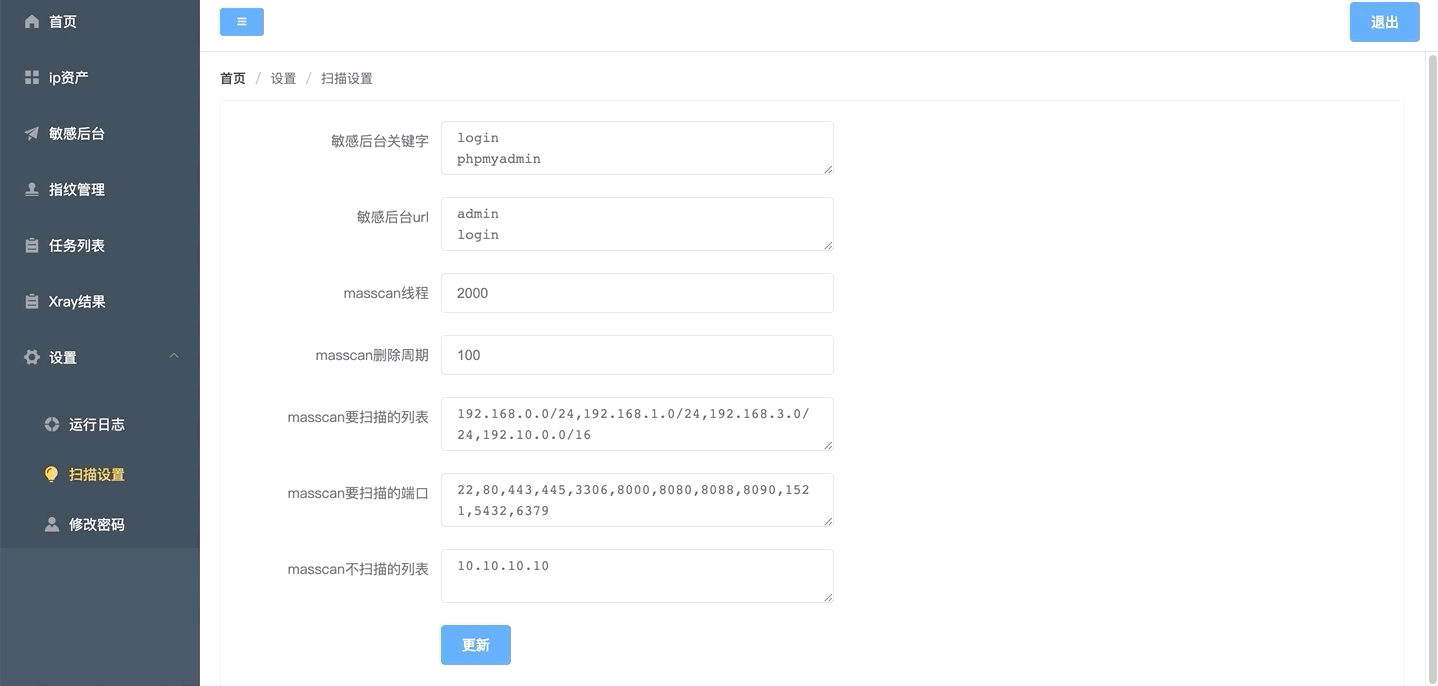 首页
ip资产
敏感后台
指纹管理
任务列表
Xray结果
设置
运行日志
扫描设置
修改密码
退出
首页 / 设置 / 扫描设置
敏感后台关键字
login
phpmyadmin
敏感后台url
admin
login
masscan线程
2000
masscan删除周期
100
masscan要扫描的列表
192.168.0.0/24,192.168.1.0/24,192.168.3.0/
24,192.10.0.0/16
masscan要扫描的端口
22,80,443,445,3306,8000,8080,8088,8090,152
1,5432,6379
masscan不扫描的列表
10.10.10.10
更新